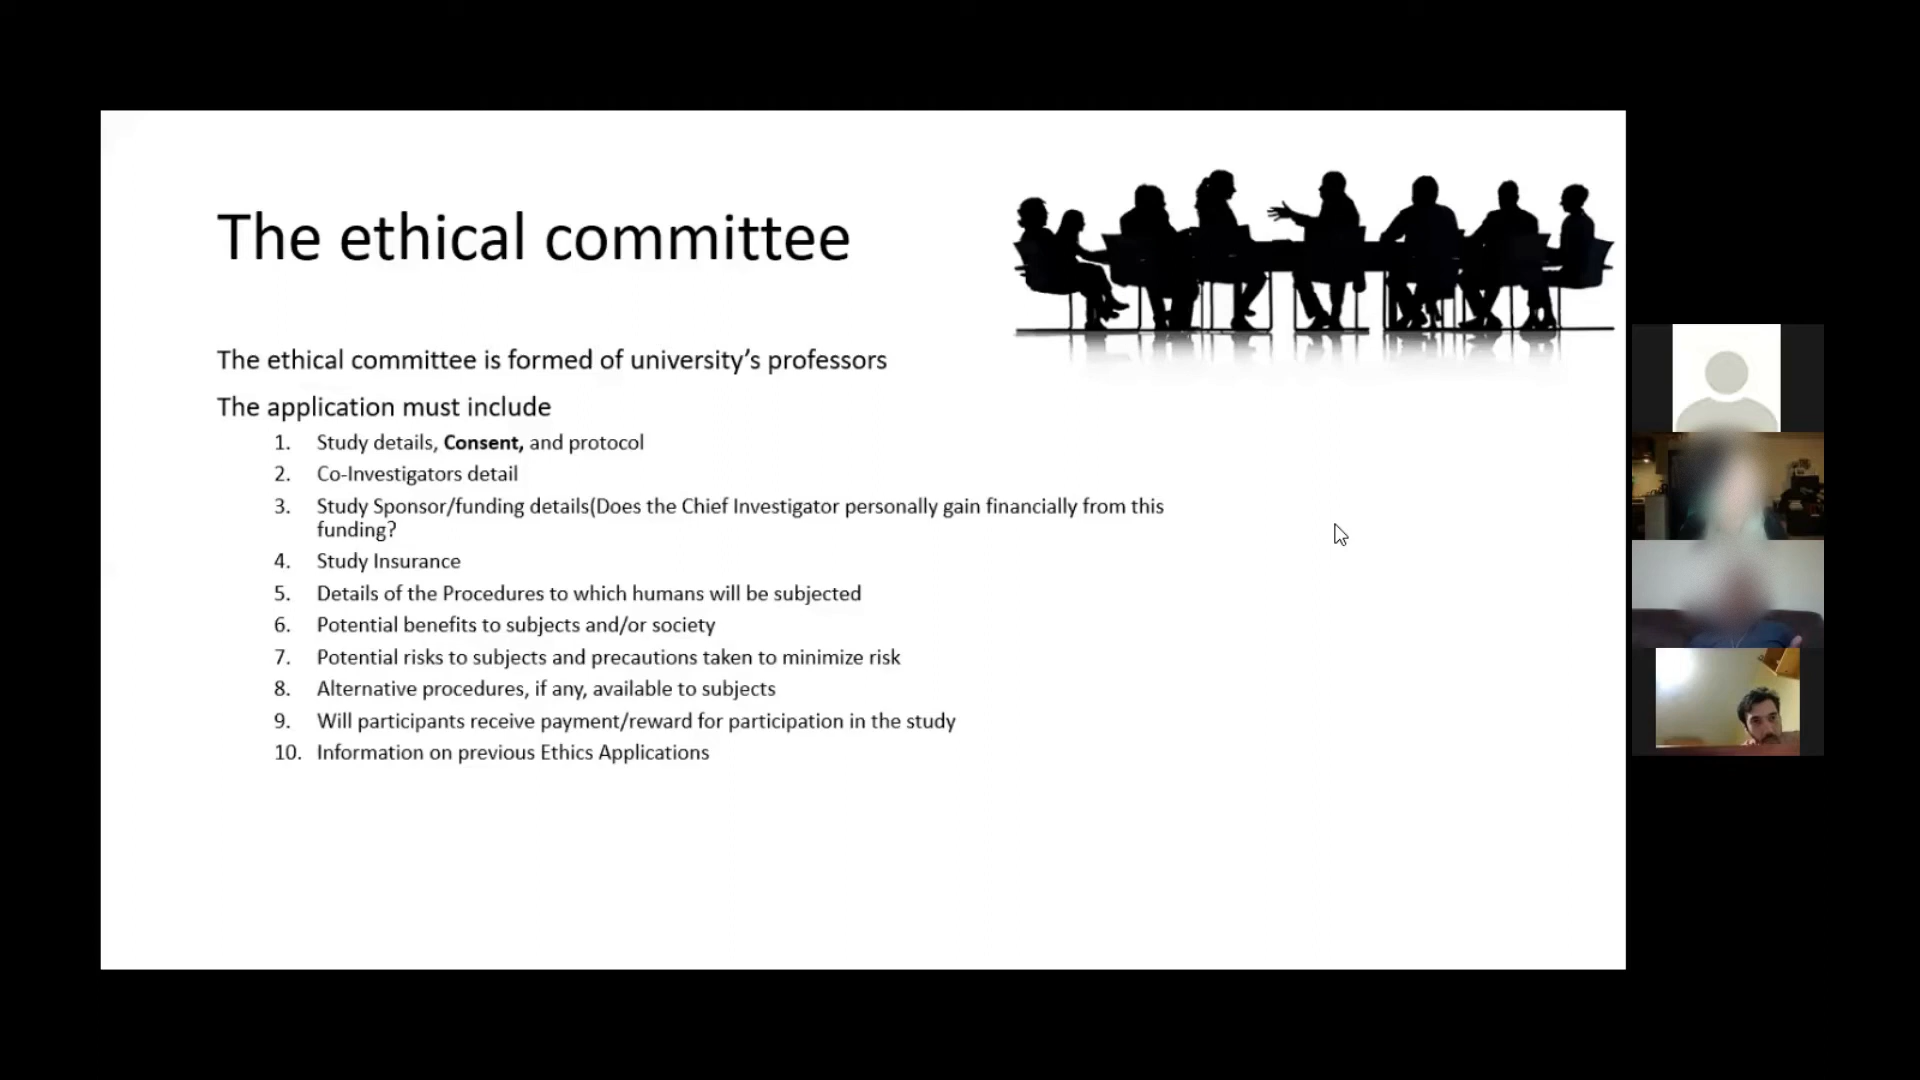 The ethical committee
The ethical committee is formed of university’s professors
The application must include
1. Study details, Consent, and protocol
2. Co-Investigators detail
3. Study Sponsor/funding details(Does the Chief Investigator personally gain financially from this
funding?
4. Study Insurance
5. Details of the Procedures to which humans will be subjected
6. Potential benefits to subjects and/or society
7. Potential risks to subjects and precautions taken to minimize risk
8. Alternative procedures, if any, available to subjects
9. Will participants receive payment/reward for participation in the study
10. Information on previous Ethics Applications